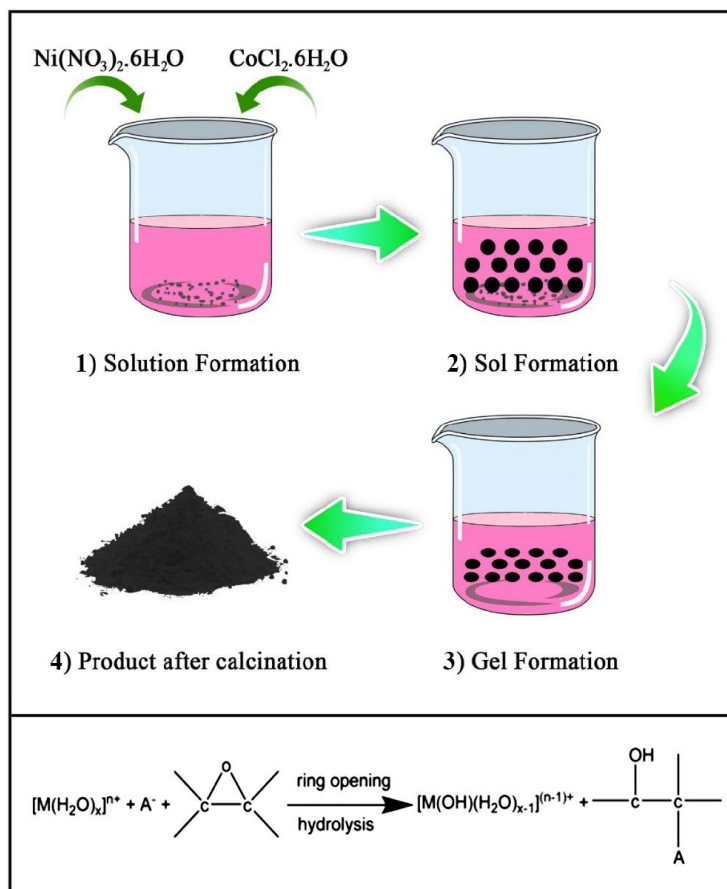 Ni(NO₃)₂.6H₂O CoCl₂.6H₂O
1) Solution Formation 2) Sol Formation
4) Product after calcination 3) Gel Formation
O
OH
ring opening
[M(H₂O)ₓ]ⁿ⁺ + A⁻ + C C [M(OH)(H₂O)ₓ₋₁]⁽ⁿ⁻¹⁾⁺ + C C
hydrolysis
A